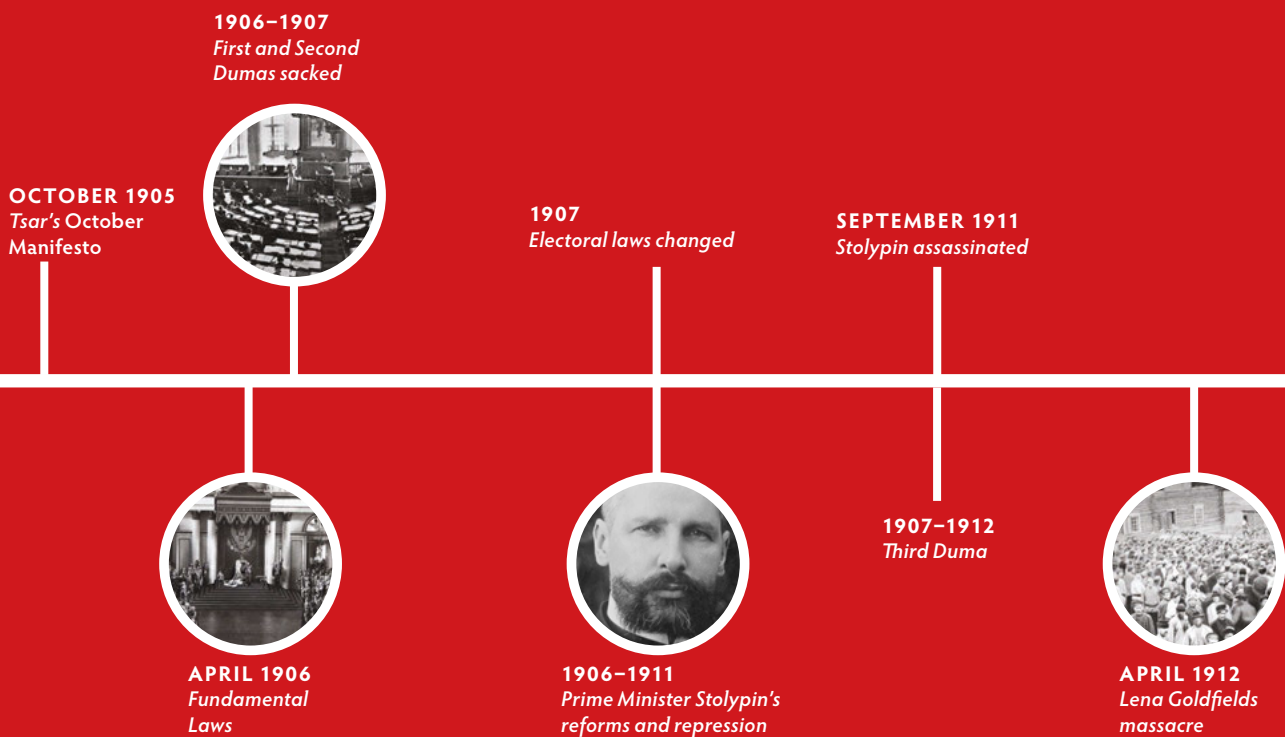 1906–1907
First and Second
Dumas sacked
OCTOBER 1905
Tsar's October
Manifesto
1907
Electoral laws changed
SEPTEMBER 1911
Stolypin assassinated
1907–1912
Third Duma
APRIL 1906
Fundamental
Laws
1906–1911
Prime Minister Stolypin's
reforms and repression
APRIL 1912
Lena Goldfields
massacre